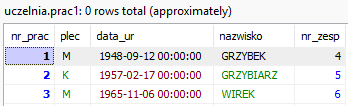 uczelnia.prac1: 0 rows total (approximately)
nr_prac plec data_ur nazwisko nr_zesp
1 M 1948-09-12 00:00:00 GRZYBEK 4
2 K 1957-02-17 00:00:00 GRZYBIARZ 5
3 M 1965-11-06 00:00:00 WIREK 6